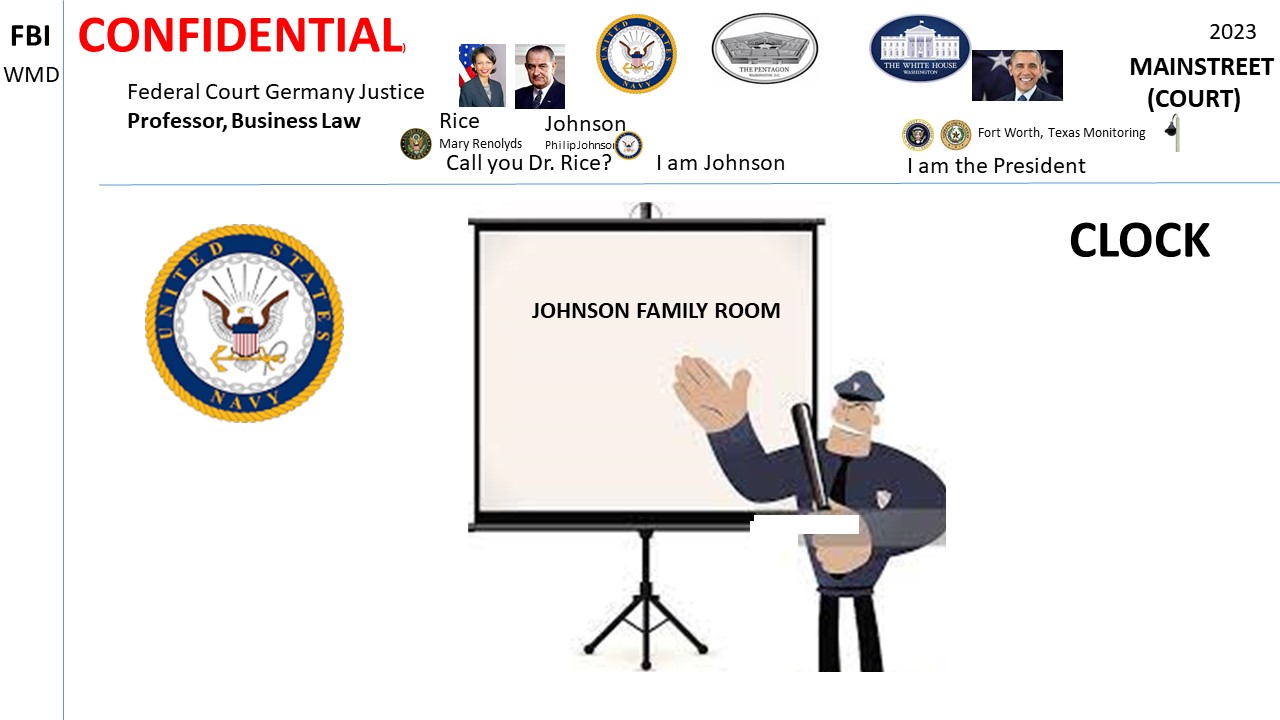 FBI
WMD
CONFIDENTIAL)
Federal Court Germany Justice
Professor, Business Law
Rice
Mary Renolyds
Call you Dr. Rice?
Johnson
PhilipJohnson
I am Johnson
UNITED STATES
NAVY
THE PENTAGON
WASHINGTON, DC
THE WHITE HOUSE
WASHINGTON
Fort Worth, Texas Monitoring
I am the President
2023
MAINSTREET
(COURT)
UNITED STATES
NAVY
JOHNSON FAMILY ROOM
CLOCK